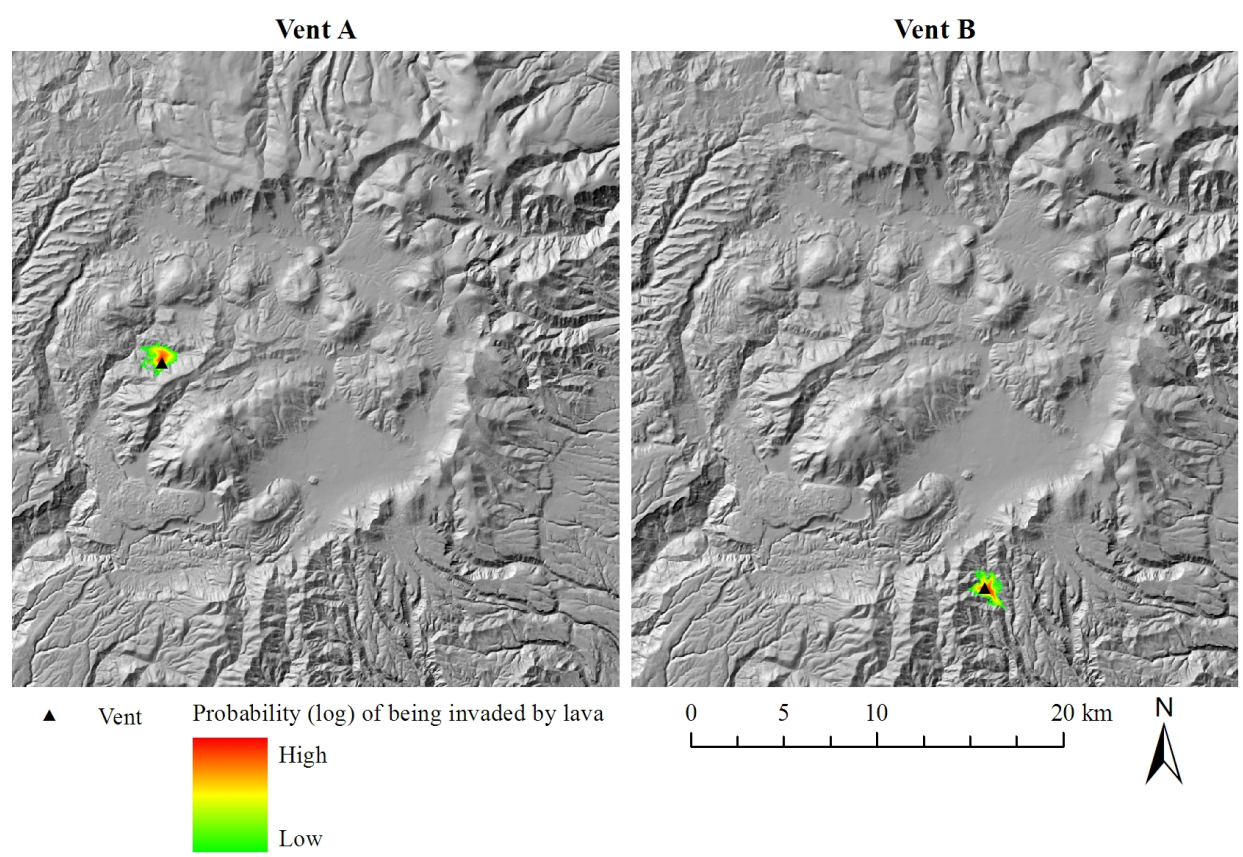 Vent A
Vent B
Vent
Probability (log) of being invaded by lava
High
Low
0 5 10 20 km
N